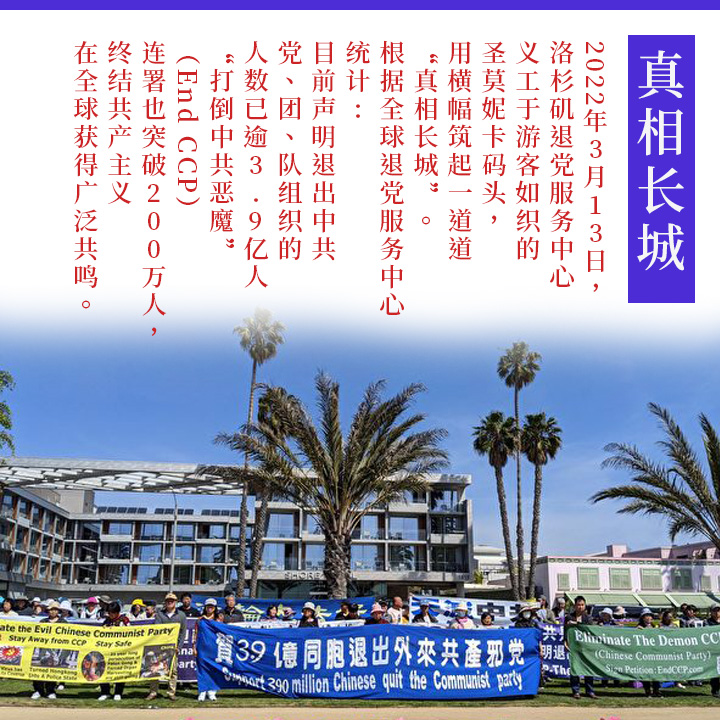 真相长城
2022年3月13日，
洛杉矶退党服务中心
义工于游客如织的
圣莫妮卡码头，
用横幅筑起一道道
“真相长城”。
根据全球退党服务中心
统计：
目前声明退出中共
党、团、队组织的
人数已逾3.9亿人
“打倒中共恶魔”
(End CCP)
连署也突破200万人，
终结共产主义
在全球获得广泛共鸣。
SHORE
ate the Evil Chinese Communist Party
Stay Away from CCP Stay Safe
Turned Hongkong
Into A Police State
賀39億同胞退出外來共產邪党
Support 390 million Chinese quit the Communist party
Eliminate The Demon CC
(Chinese Communist Party)
Sign Petition: EndCCP.com